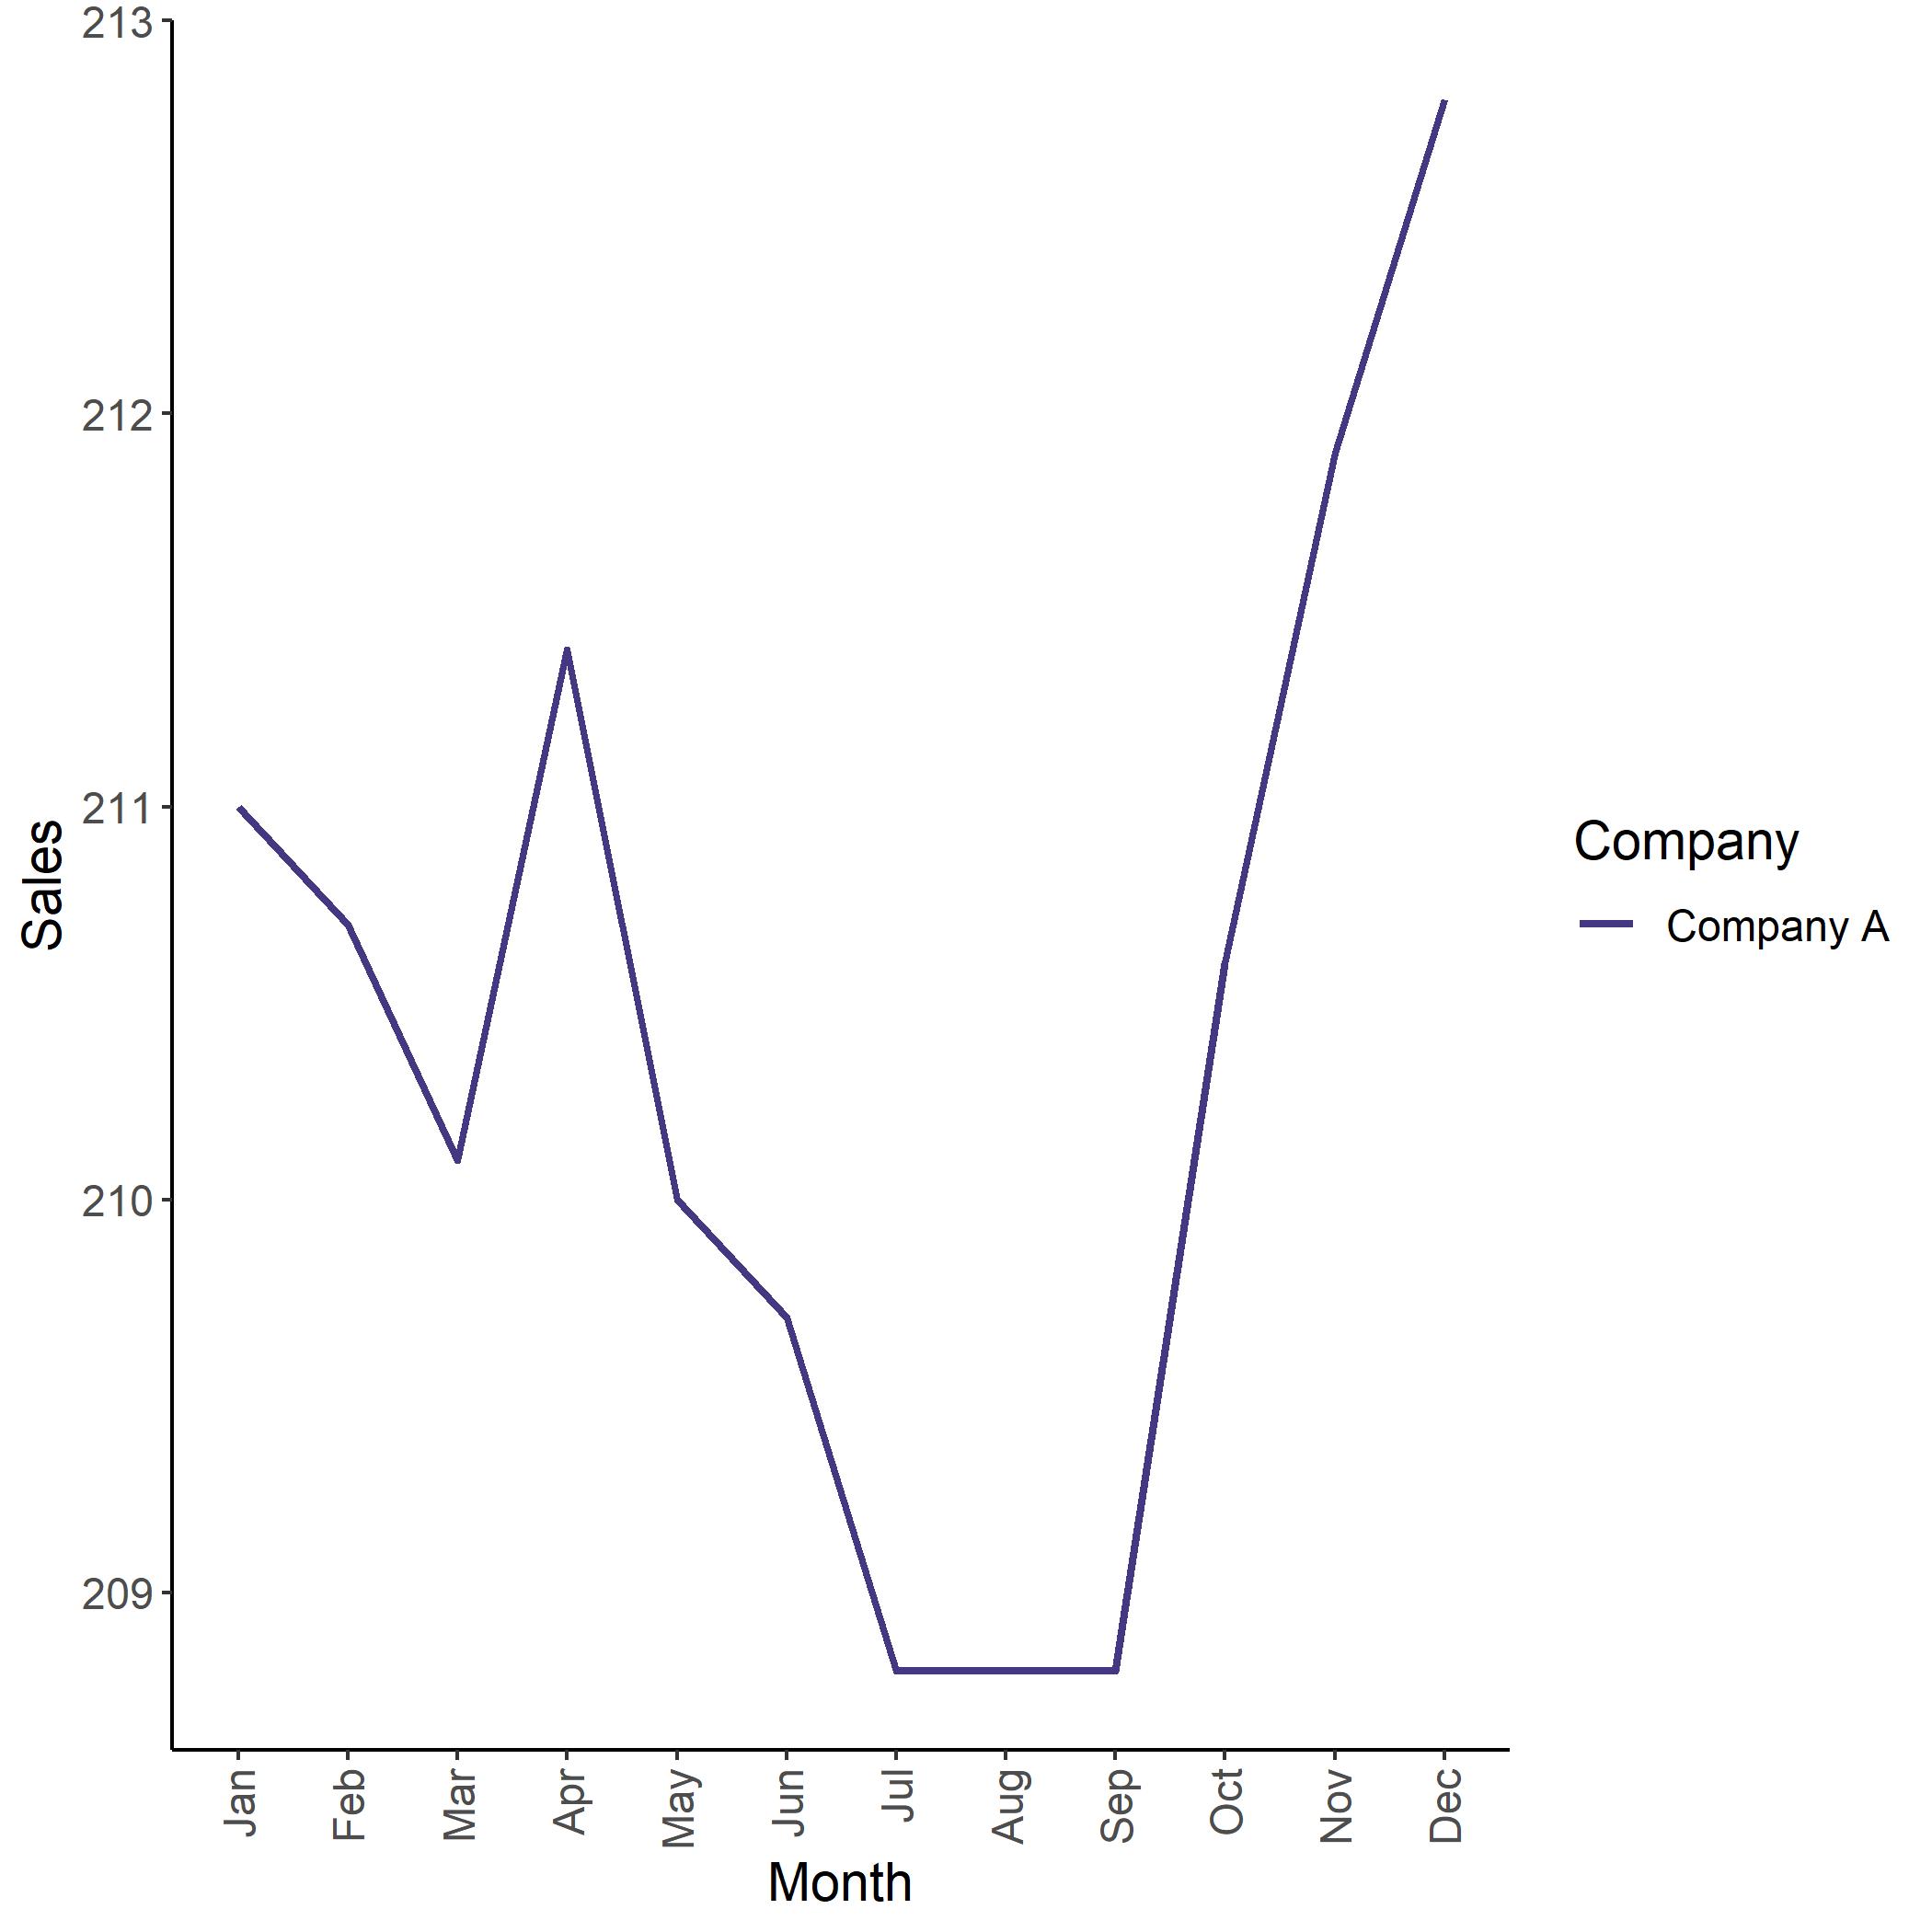 213
212
211
210
209
Sales
Jan
Feb
Mar
Apr
May
Jun
Jul
Aug
Sep
Oct
Nov
Dec
Month
Company
Company A